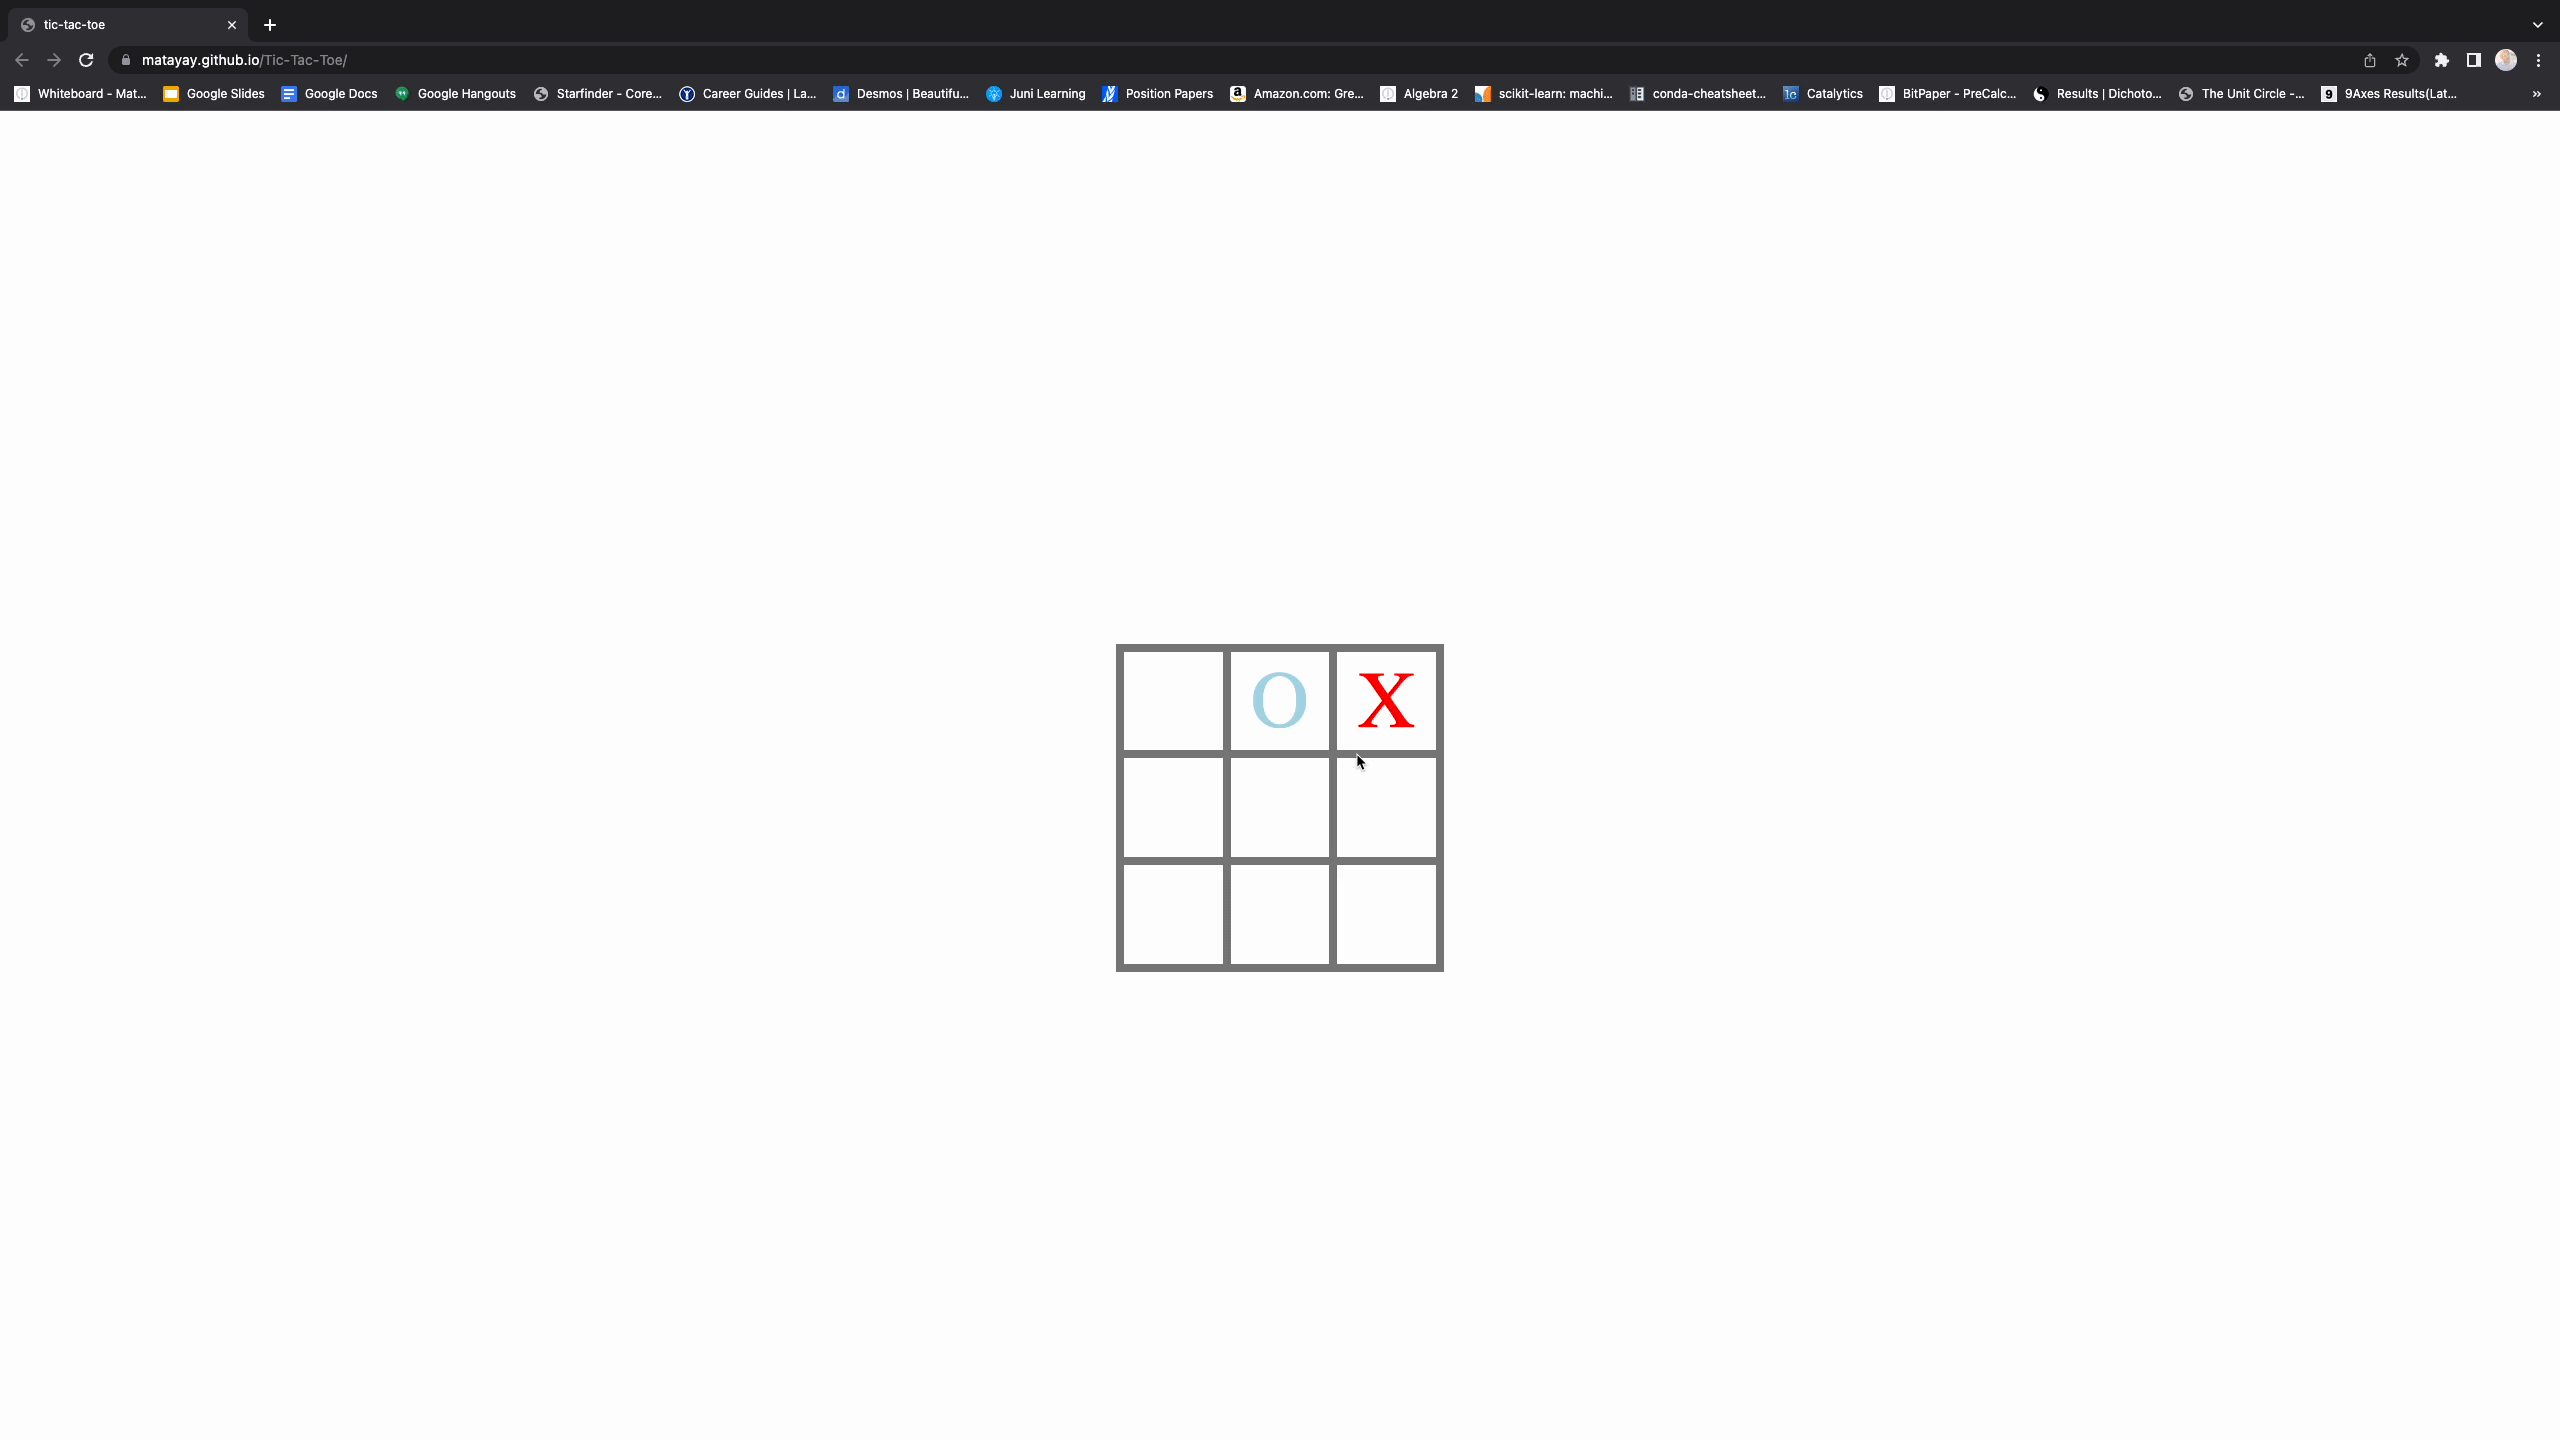 tic-tac-toe
matayay.github.io/Tic-Tac-Toe/
Whiteboard - Mat... Google Slides Google Docs Google Hangouts Starfinder - Core... Career Guides | La... Desmos | Beautifu... Juni Learning Position Papers Amazon.com: Gre... Algebra 2 scikit-learn: machi... conda-cheatsheet... Catalytics BitPaper - PreCalc... Results | Dichoto... The Unit Circle -... 9Axes Results(Lat... »
O X